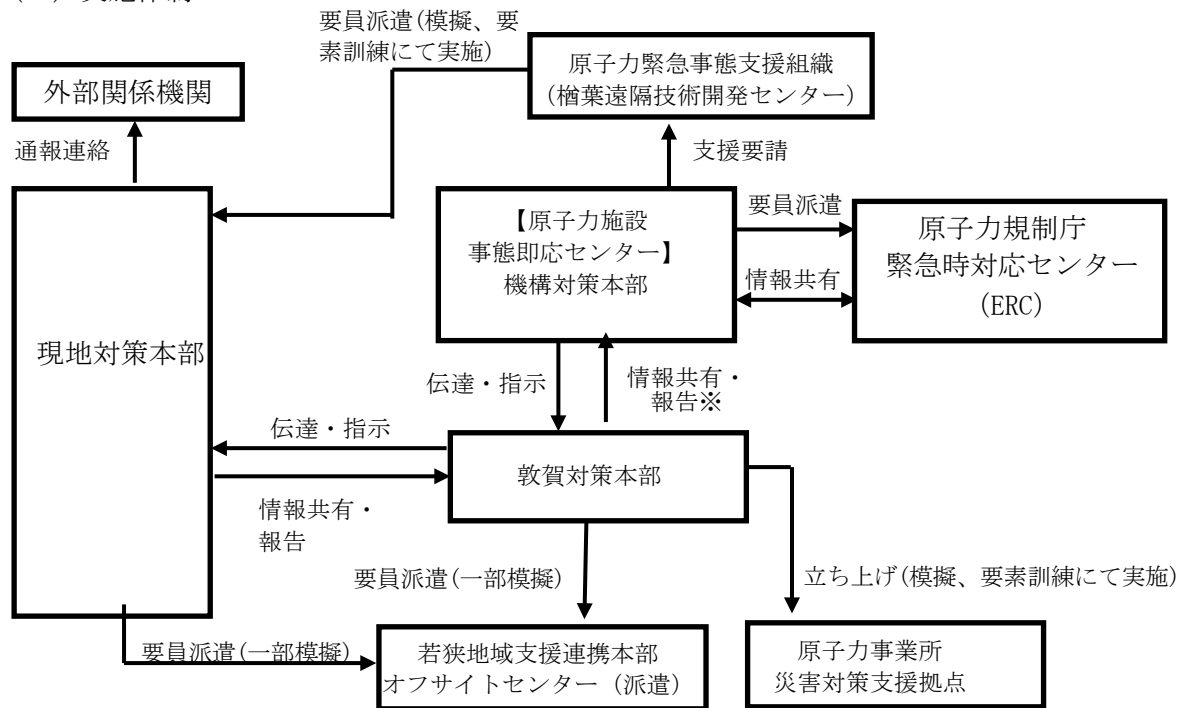 要員派遣(模擬、要
素訓練にて実施)
原子力緊急事態支援組織
(楢葉遠隔技術開発センター)
外部関係機関
通報連絡
支援要請
【原子力施設
事態即応センター】
機構対策本部
要員派遣
情報共有
原子力規制庁
緊急時対応センター
(ERC)
現地対策本部
伝達・指示
情報共有・
報告※
伝達・指示
敦賀対策本部
情報共有・
報告
要員派遣(一部模擬)
立ち上げ(模擬、要素訓練にて実施)
要員派遣(一部模擬)
若狭地域支援連携本部
オフサイトセンター（派遣）
原子力事業所
災害対策支援拠点